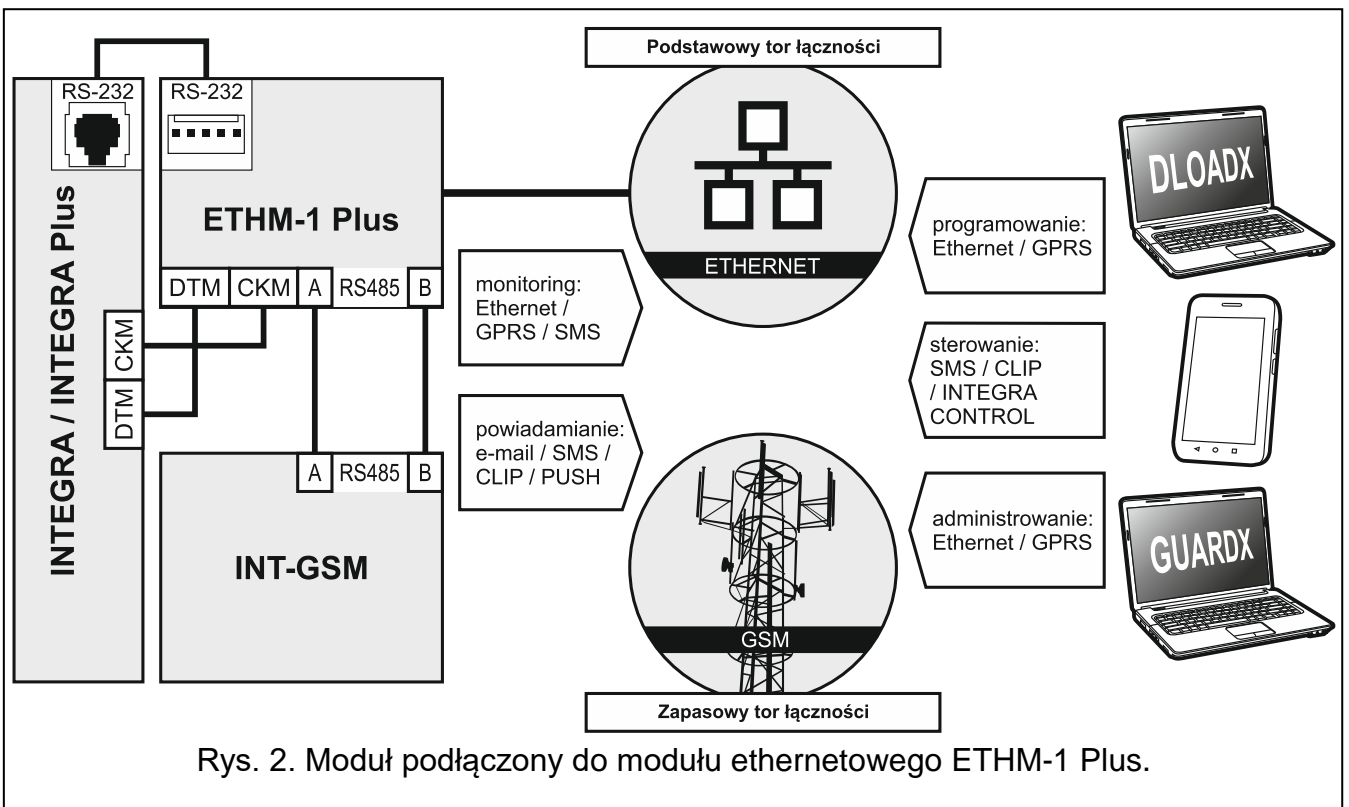 Podstawowy tor łączności
RS-232
RS-232
INTEGRA / INTEGRA Plus
ETHM-1 Plus
DTM
CKM
A
RS485
B
CKM
DTM
A
RS485
B
INT-GSM
monitoring:
Ethernet /
GPRS / SMS
powiadamianie:
e-mail / SMS /
CLIP / PUSH
ETHERNET
GSM
Zapasowy tor łączności
programowanie:
Ethernet / GPRS
sterowanie:
SMS / CLIP
/ INTEGRA
CONTROL
administrowanie:
Ethernet / GPRS
DLOADX
GUARDX
Rys. 2. Moduł podłączony do modułu ethernetowego ETHM-1 Plus.